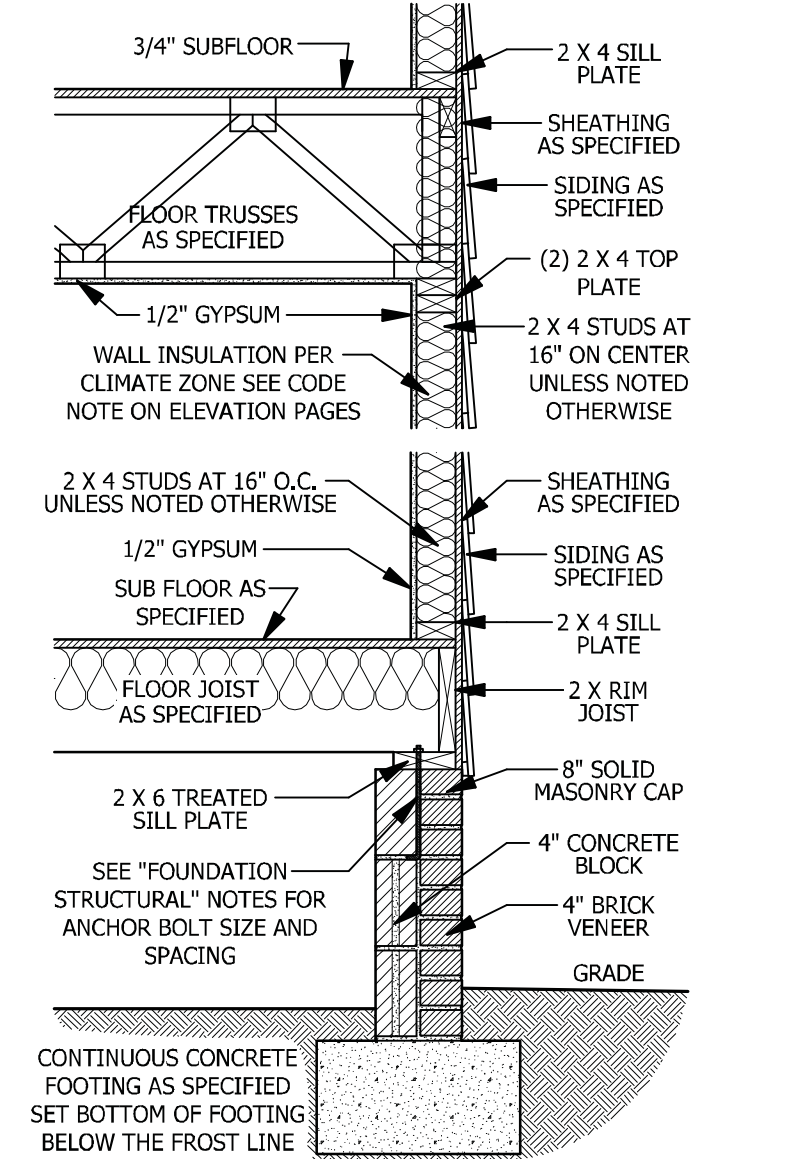 3/4" SUBFLOOR
2 X 4 SILL
PLATE
SHEATHING
AS SPECIFIED
SIDING AS
SPECIFIED
FLOOR TRUSSES
AS SPECIFIED
(2) 2 X 4 TOP
PLATE
1/2" GYPSUM
2 X 4 STUDS AT
16" ON CENTER
UNLESS NOTED
OTHERWISE
WALL INSULATION PER
CLIMATE ZONE SEE CODE
NOTE ON ELEVATION PAGES
2 X 4 STUDS AT 16" O.C.
UNLESS NOTED OTHERWISE
SHEATHING
AS SPECIFIED
1/2" GYPSUM
SIDING AS
SPECIFIED
SUB FLOOR AS
SPECIFIED
2 X 4 SILL
PLATE
FLOOR JOIST
AS SPECIFIED
2 X RIM
JOIST
8" SOLID
MASONRY CAP
2 X 6 TREATED
SILL PLATE
4" CONCRETE
BLOCK
SEE "FOUNDATION
STRUCTURAL" NOTES FOR
ANCHOR BOLT SIZE AND
SPACING
4" BRICK
VENEER
GRADE
CONTINUOUS CONCRETE
FOOTING AS SPECIFIED
SET BOTTOM OF FOOTING
BELOW THE FROST LINE